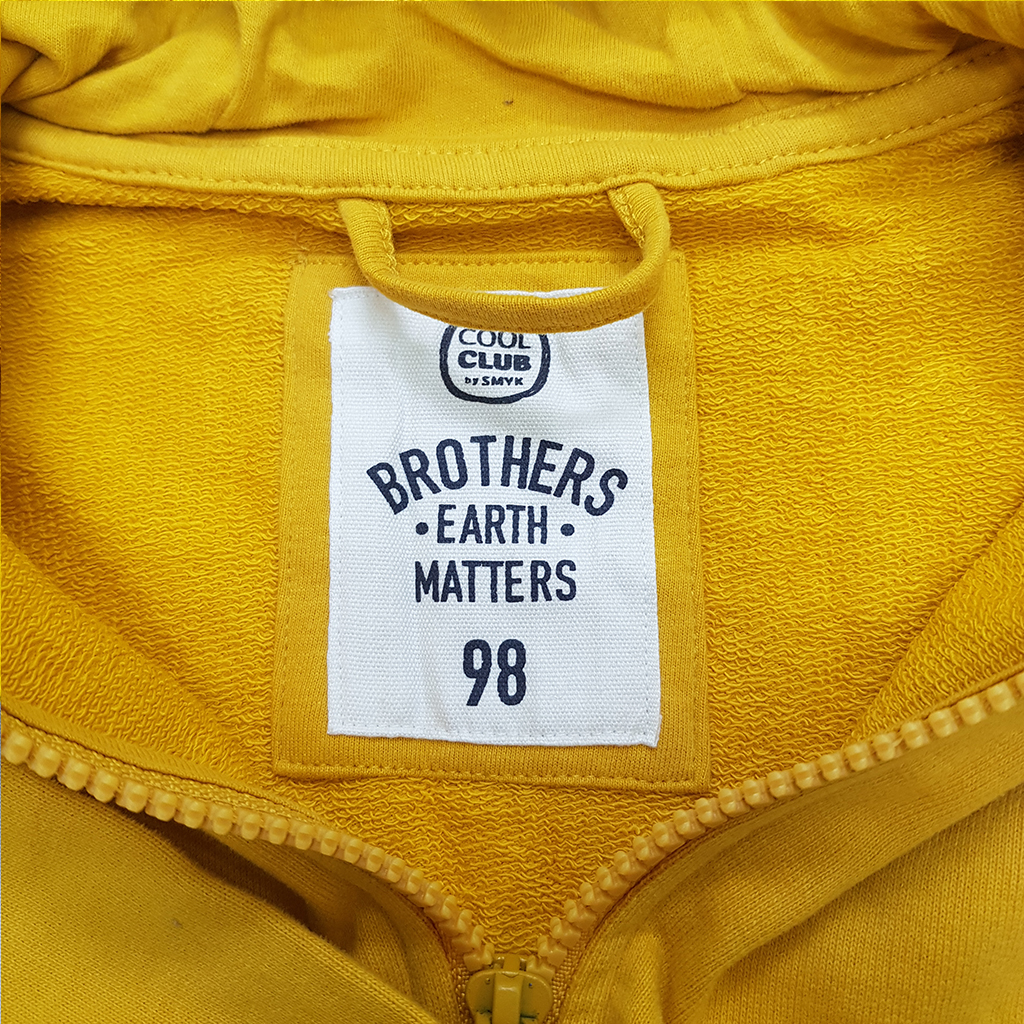 COOL
CLUB
by SMYK
BROTHERS
• EARTH •
MATTERS
98